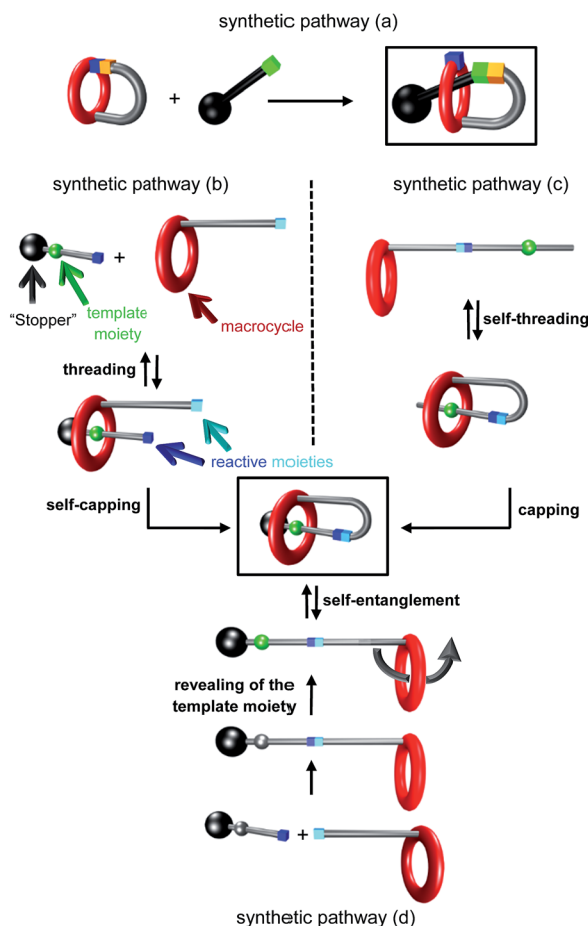 synthetic pathway (a)
+
synthetic pathway (b)
synthetic pathway (c)
+
"Stopper"
template
moiety
macrocycle
self-threading
threading
reactive moieties
self-capping
capping
self-entanglement
revealing of the
template moiety
+
synthetic pathway (d)